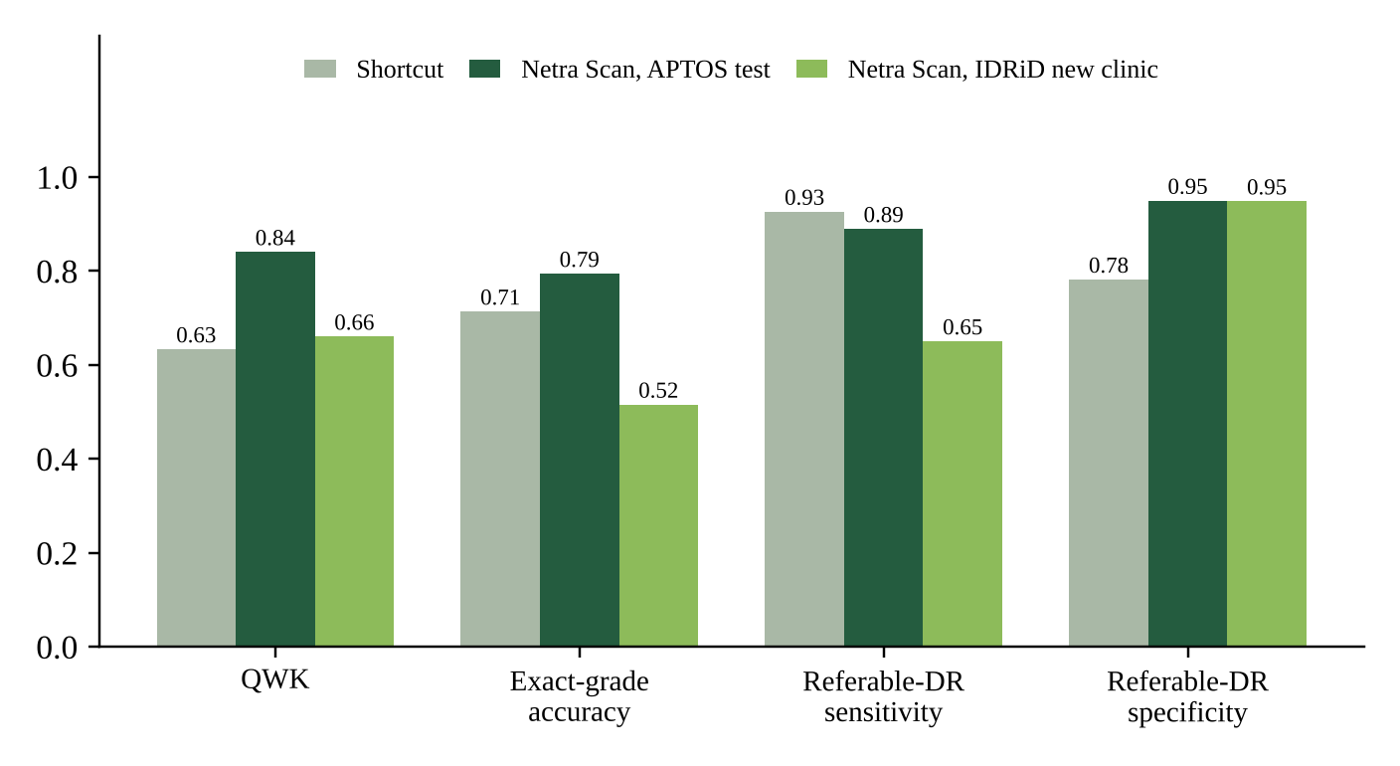 Shortcut Netra Scan, APTOS test Netra Scan, IDRiD new clinic
1.0
0.8
0.6
0.4
0.2
0.0
0.63 0.84 0.66
0.71 0.79 0.52
0.93 0.89 0.65
0.78 0.95 0.95
QWK
Exact-grade
accuracy
Referable-DR
sensitivity
Referable-DR
specificity